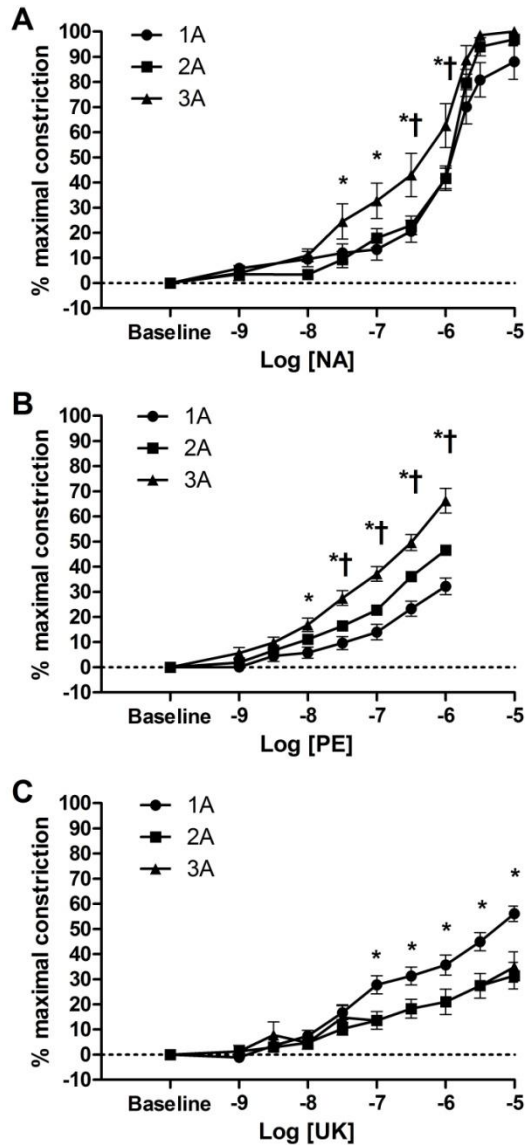 A
1A
2A
3A
% maximal constriction
100
90
80
70
60
50
40
30
20
10
0
-10
*
*
*†
*†
Baseline -9 -8 -7 -6 -5
Log [NA]
B
1A
2A
3A
% maximal constriction
100
90
80
70
60
50
40
30
20
10
0
-10
*
*†
*†
*†
*†
Baseline -9 -8 -7 -6 -5
Log [PE]
C
1A
2A
3A
% maximal constriction
100
90
80
70
60
50
40
30
20
10
0
-10
*
*
*
*
*
Baseline -9 -8 -7 -6 -5
Log [UK]